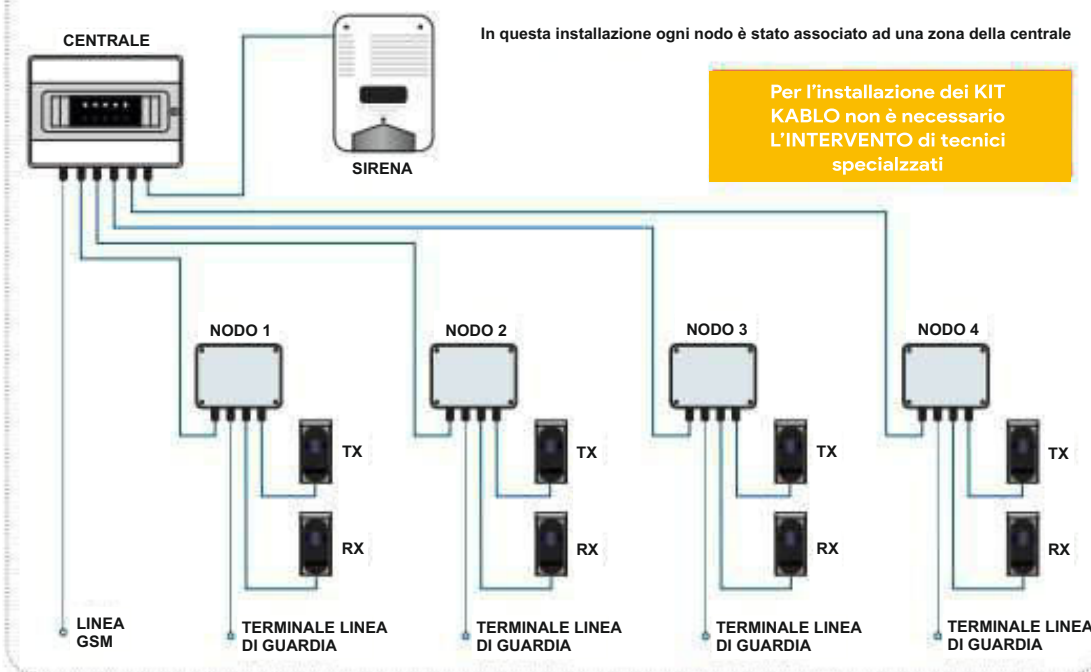 CENTRALE
In questa installazione ogni nodo è stato associato ad una zona della centrale
Per l'installazione dei KIT
KABLO non è necessario
L'INTERVENTO di tecnici
specialzzati
SIRENA
NODO 1
NODO 2
NODO 3
NODO 4
TX
TX
TX
TX
RX
RX
RX
RX
LINEA
GSM
TERMINALE LINEA
DI GUARDIA
TERMINALE LINEA
DI GUARDIA
TERMINALE LINEA
DI GUARDIA
TERMINALE LINEA
DI GUARDIA